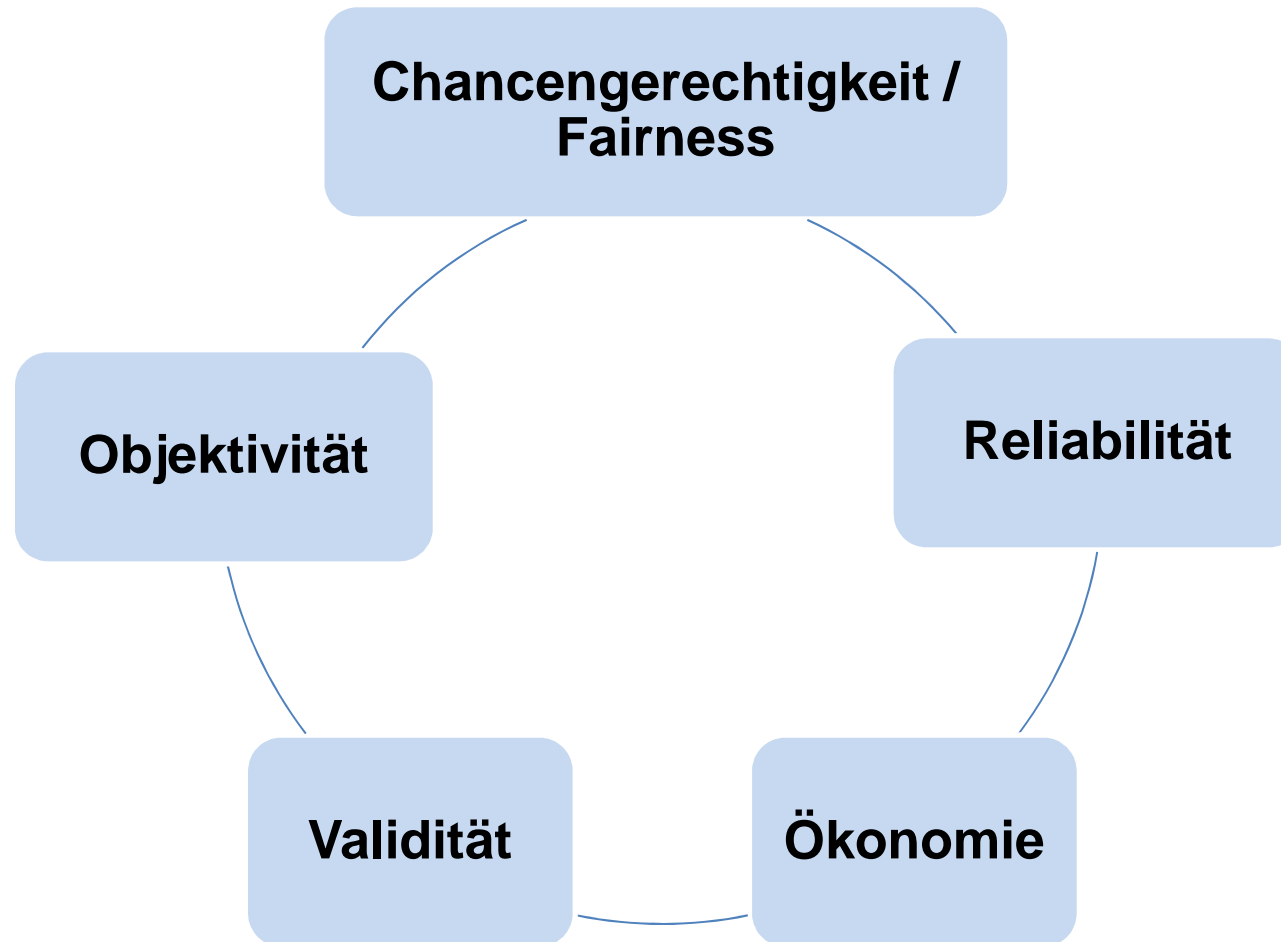 Chancengerechtigkeit /
Fairness
Objektivität
Reliabilität
Validität
Ökonomie